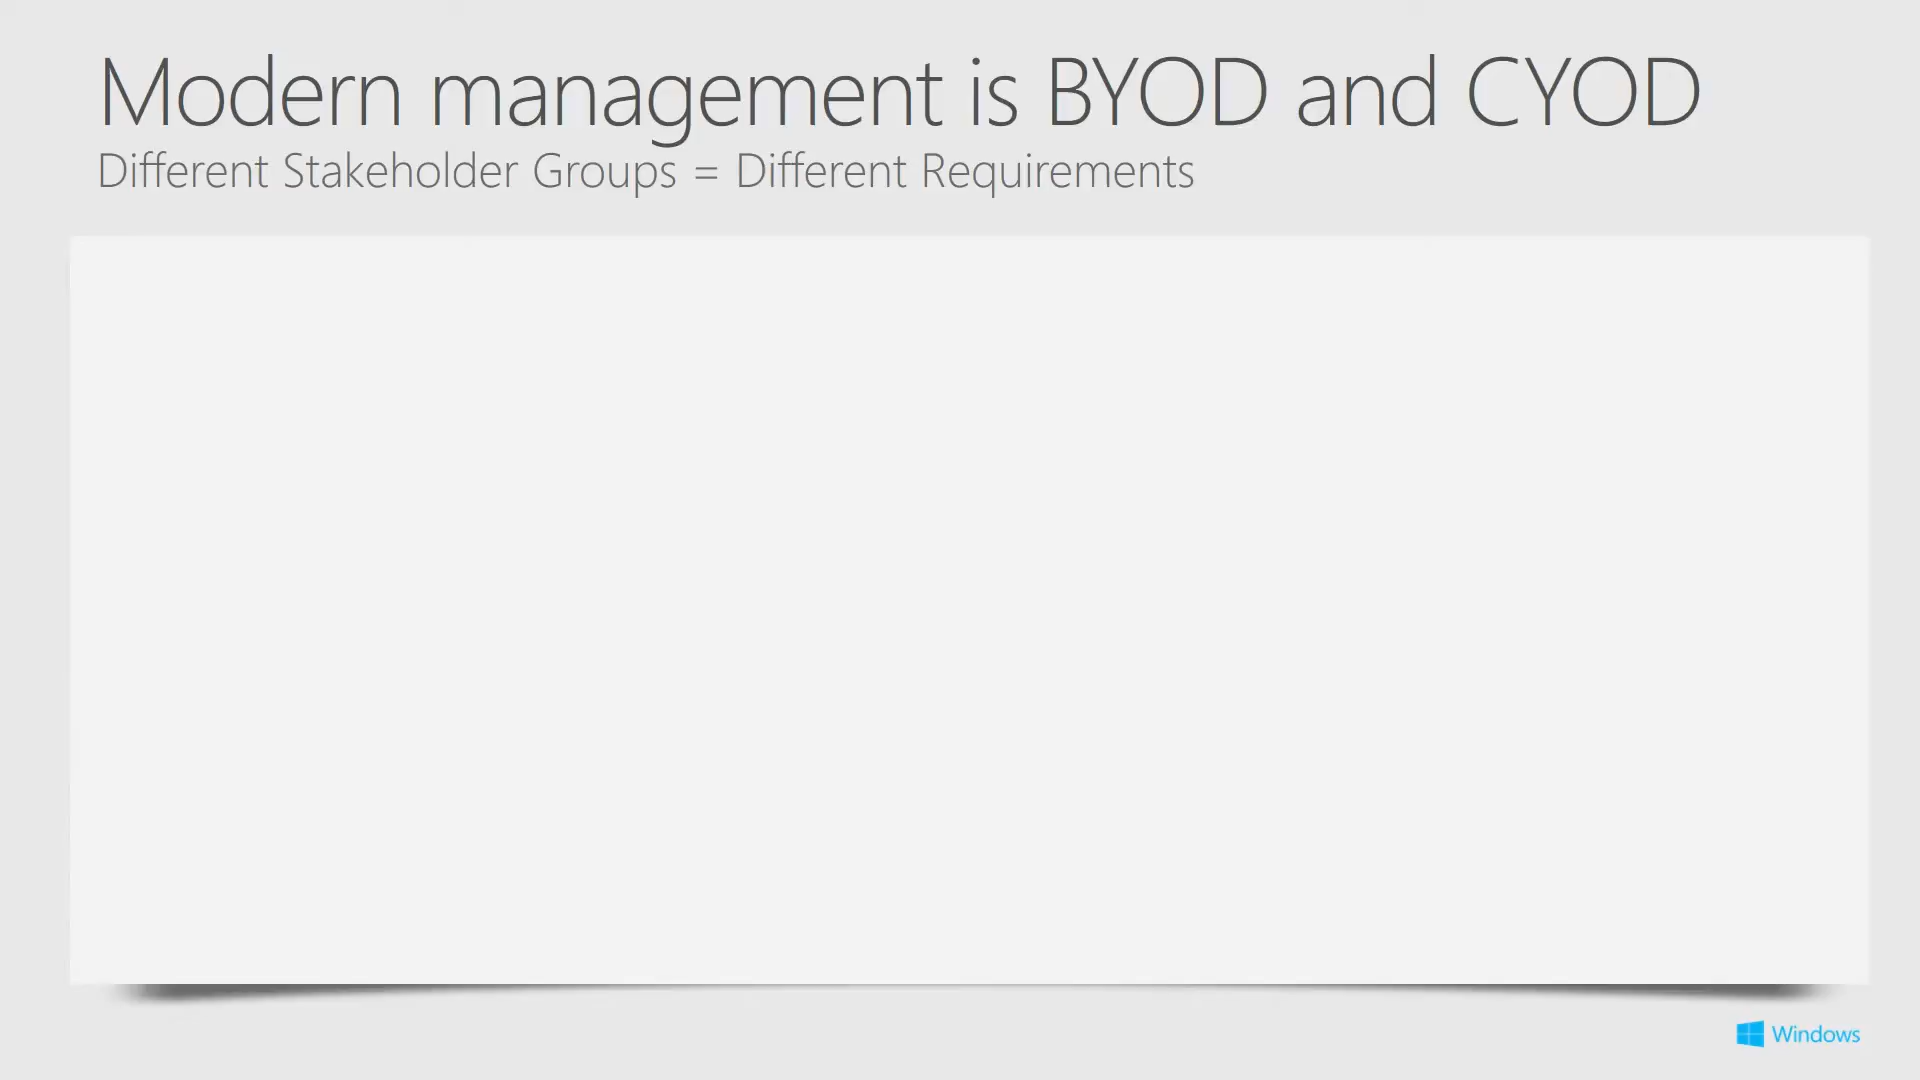 Modern management is BYOD and CYOD
Different Stakeholder Groups = Different Requirements
Windows